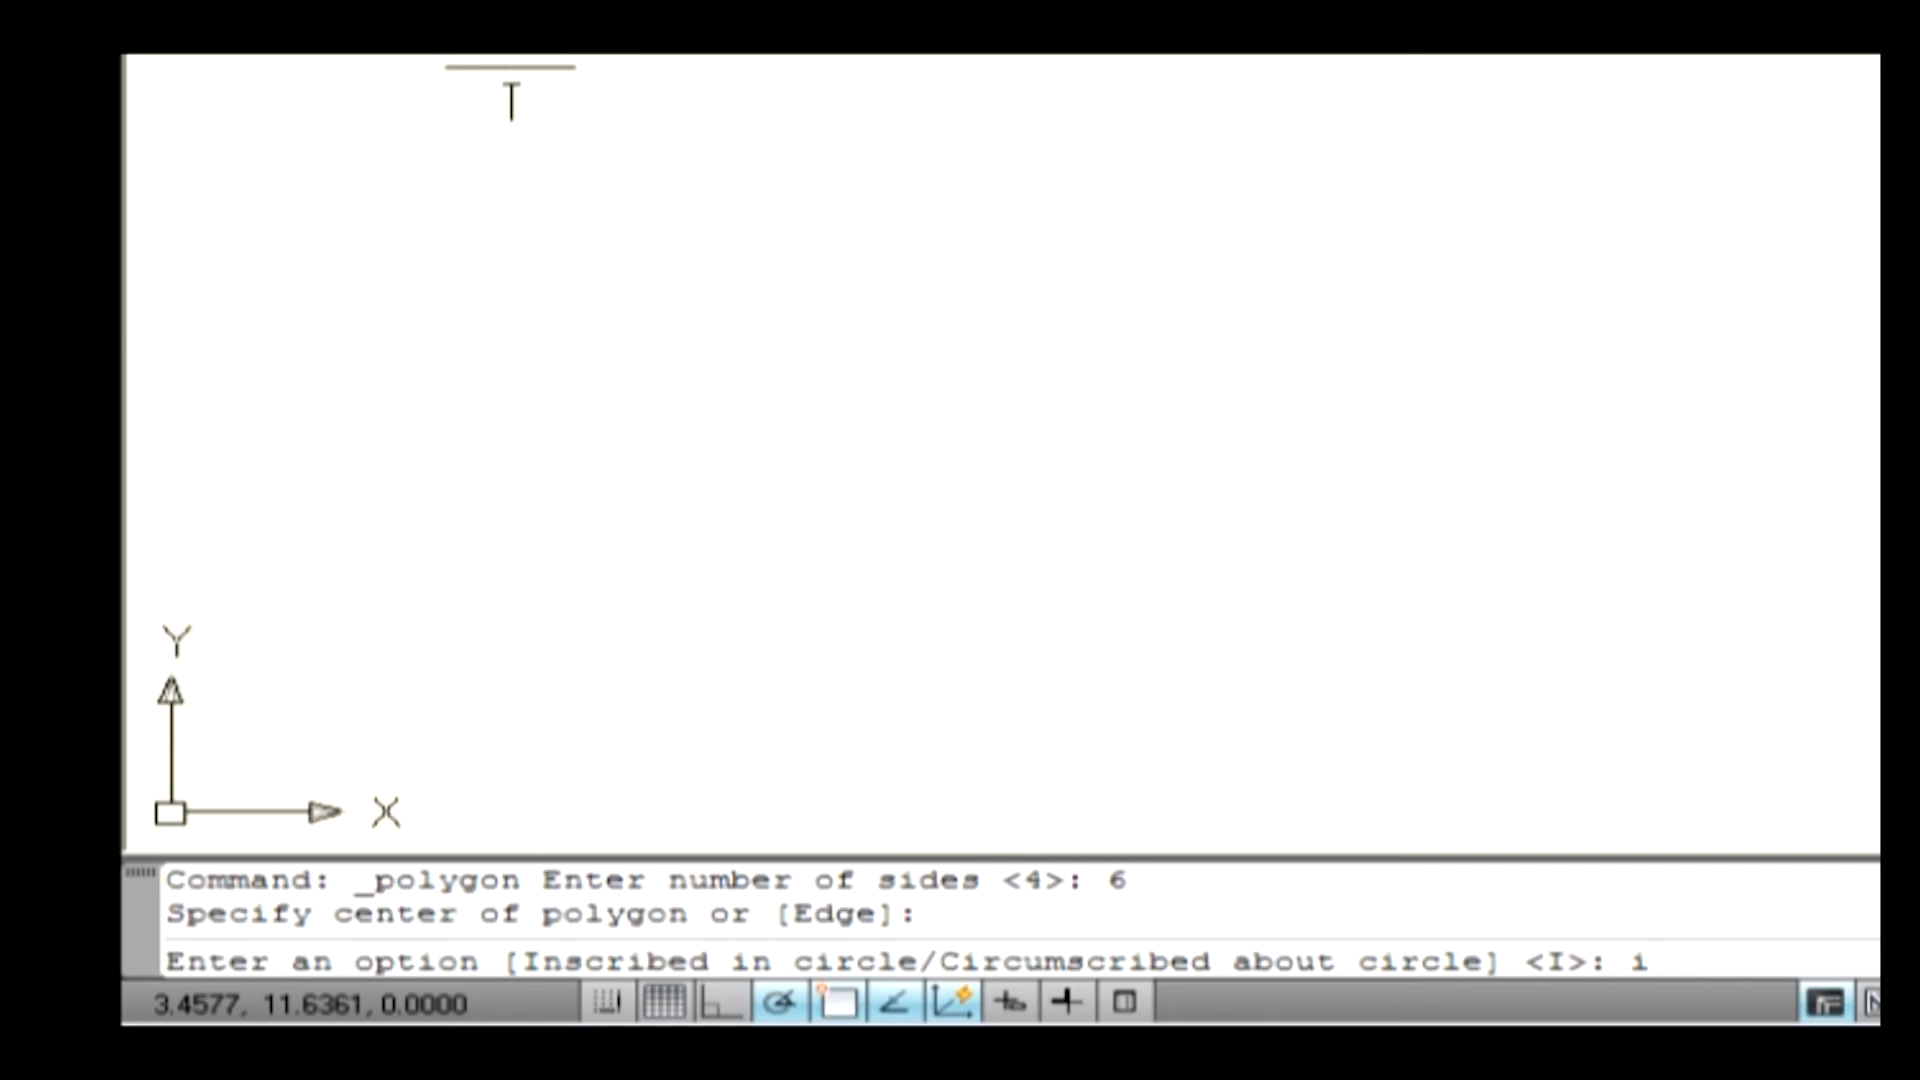 T
Y
X
Command: _polygon Enter number of sides <4>: 6
Specify center of polygon or [Edge]:
Enter an option [Inscribed in circle/Circumscribed about circle] <I>: i
3.4577, 11.6361, 0.0000